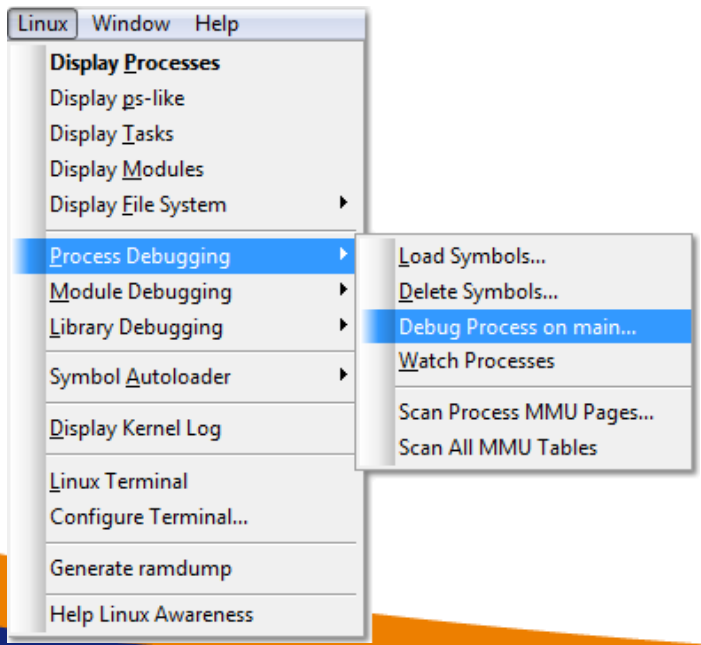 Linux Window Help
Display Processes
Display ps-like
Display Tasks
Display Modules
Display File System
Process Debugging
Module Debugging
Library Debugging
Symbol Autoloader
Display Kernel Log
Linux Terminal
Configure Terminal...
Generate ramdump
Help Linux Awareness
Load Symbols...
Delete Symbols...
Debug Process on main...
Watch Processes
Scan Process MMU Pages...
Scan All MMU Tables